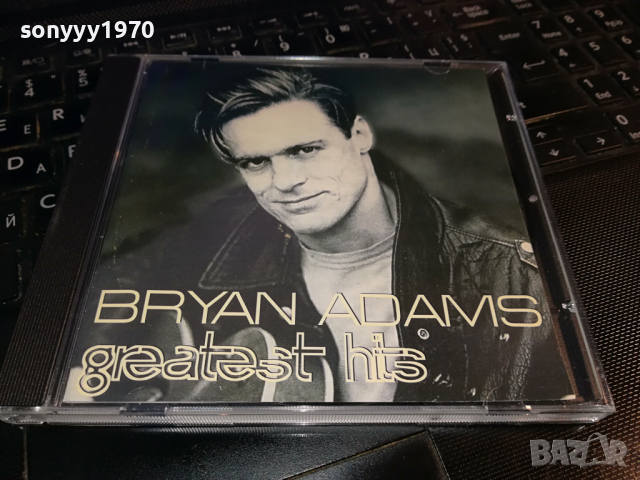 sonyyy1970
BRYAN ADAMS
greatest hits
BAZAR